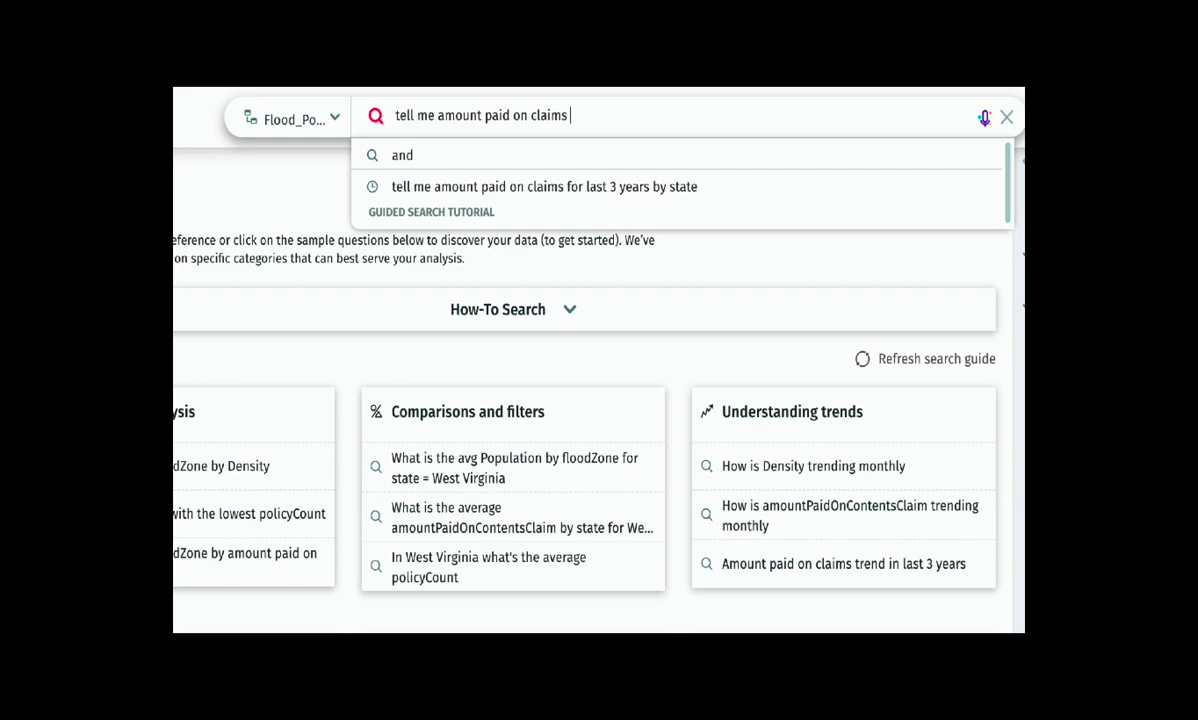 Flood_Po...
tell me amount paid on claims
and
tell me amount paid on claims for last 3 years by state
GUIDED SEARCH TUTORIAL
eference or click on the sample questions below to discover your data (to get started). We've
on specific categories that can best serve your analysis.
How-To Search
Refresh search guide
ysis
dZone by Density
with the lowest policyCount
dZone by amount paid on
Comparisons and filters
What is the avg Population by floodZone for
state = West Virginia
What is the average
amountPaidOnContentsClaim by state for We...
In West Virginia what's the average
policyCount
Understanding trends
How is Density trending monthly
How is amountPaidOnContentsClaim trending
monthly
Amount paid on claims trend in last 3 years